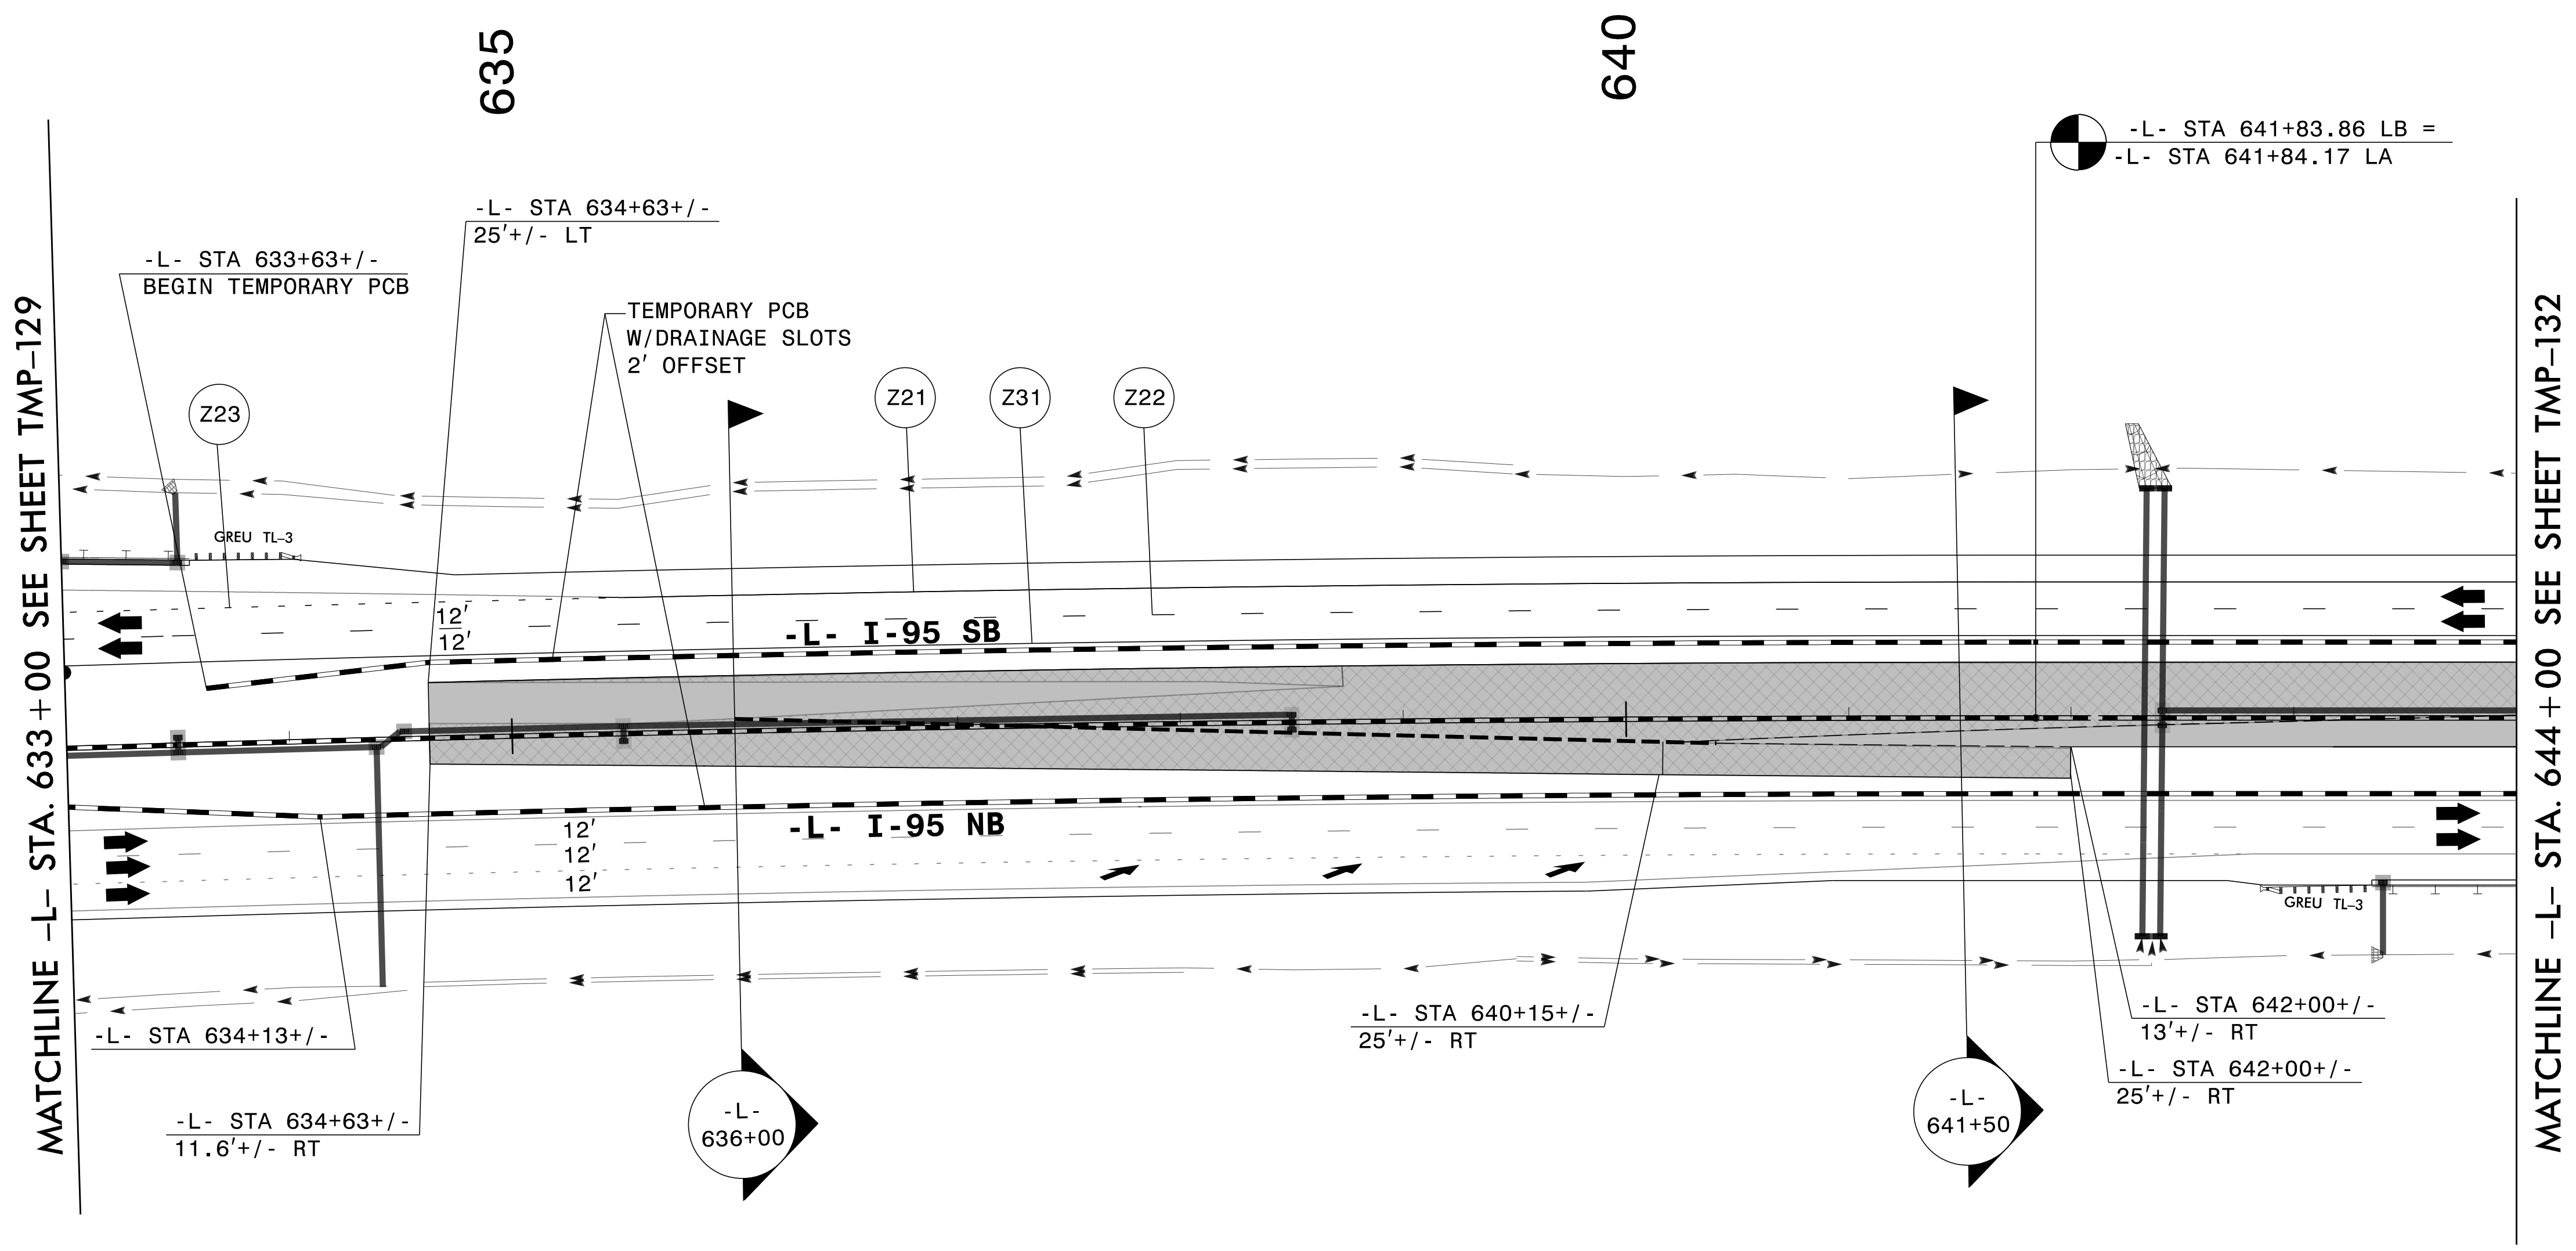 635
640
-L- STA 641+83.86 LB =
-L- STA 641+84.17 LA
-L- STA 634+63+/-
25'+/- LT
-L- STA 633+63+/-
BEGIN TEMPORARY PCB
TEMPORARY PCB
W/DRAINAGE SLOTS
2' OFFSET
Z23
Z21
Z31
Z22
MATCHLINE -L- STA. 633+00 SEE SHEET TMP-129
MATCHLINE -L- STA. 644+00 SEE SHEET TMP-132
GREU TL-3
12'
12'
-L- I-95 SB
-L- I-95 NB
12'
12'
12'
GREU TL-3
-L- STA 634+13+/-
-L- STA 640+15+/-
25'+/- RT
-L- STA 642+00+/-
13'+/- RT
-L- STA 642+00+/-
25'+/- RT
-L- STA 634+63+/-
11.6'+/- RT
-L-
636+00
-L-
641+50